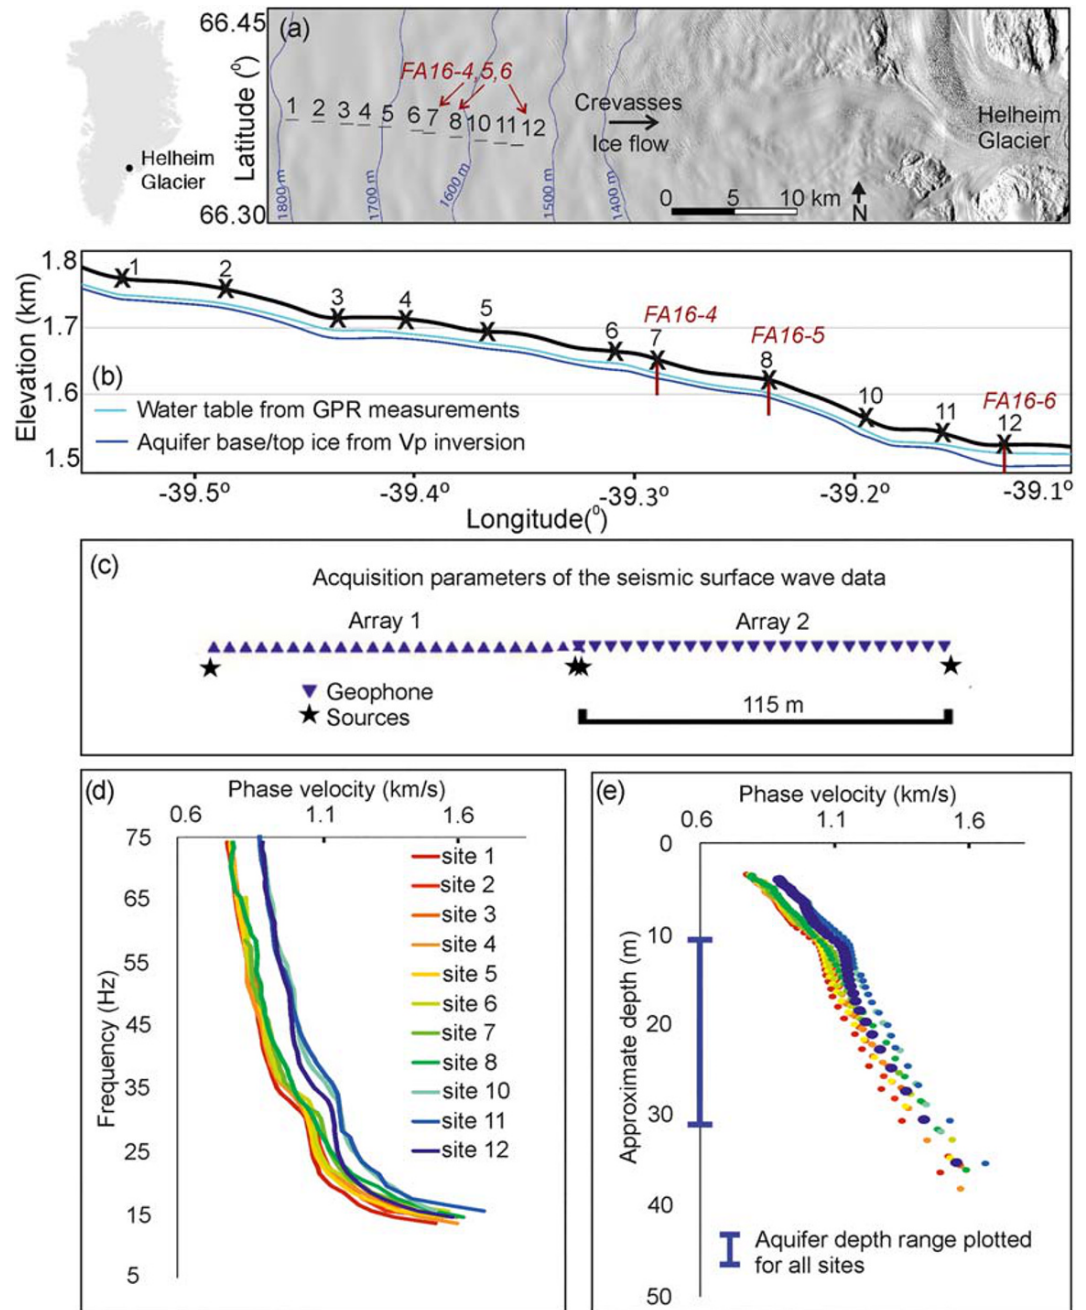 66.45
(a)
Latitude (⁰)
66.30
Helheim
Glacier
FA16-4,5,6
1 2 3 4 5 6 7 8 10 11 12
Crevasses
Ice flow
Helheim
Glacier
1800 m
1700 m
1600 m
1500 m
1400 m
0 5 10 km
N
Elevation (km)
1.8
1.7
1.6
1.5
1 2 3 4 5 6 7 8 10 11 12
FA16-4
FA16-5
FA16-6
(b)
Water table from GPR measurements
Aquifer base/top ice from Vp inversion
-39.5º -39.4º -39.3º -39.2º -39.1º
Longitude(⁰)
(c)
Acquisition parameters of the seismic surface wave data
Array 1 Array 2
Geophone
Sources
115 m
(d)
Phase velocity (km/s)
0.6 1.1 1.6
Frequency (Hz)
75
65
55
45
35
25
15
5
site 1
site 2
site 3
site 4
site 5
site 6
site 7
site 8
site 10
site 11
site 12
(e)
Phase velocity (km/s)
0.6 1.1 1.6
Approximate depth (m)
0
10
20
30
40
50
Aquifer depth range plotted
for all sites